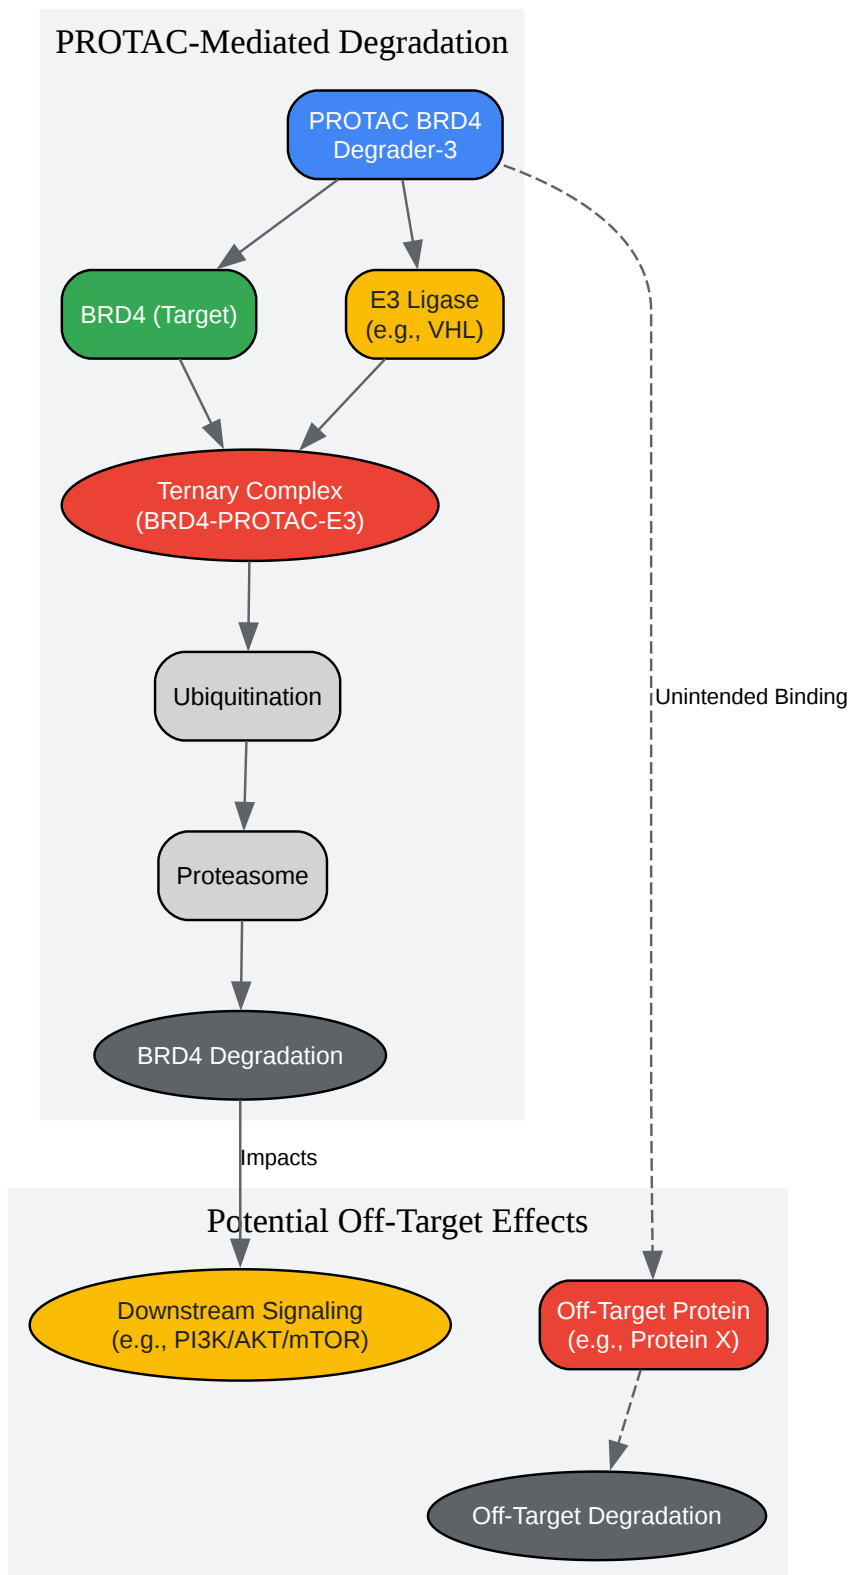 PROTAC-Mediated Degradation
PROTAC BRD4
Degrader-3
BRD4 (Target)
E3 Ligase
(e.g., VHL)
Ternary Complex
(BRD4-PROTAC-E3)
Ubiquitination
Unintended Binding
Proteasome
BRD4 Degradation
Impacts
Potential Off-Target Effects
Downstream Signaling
(e.g., PI3K/AKT/mTOR)
Off-Target Protein
(e.g., Protein X)
Off-Target Degradation